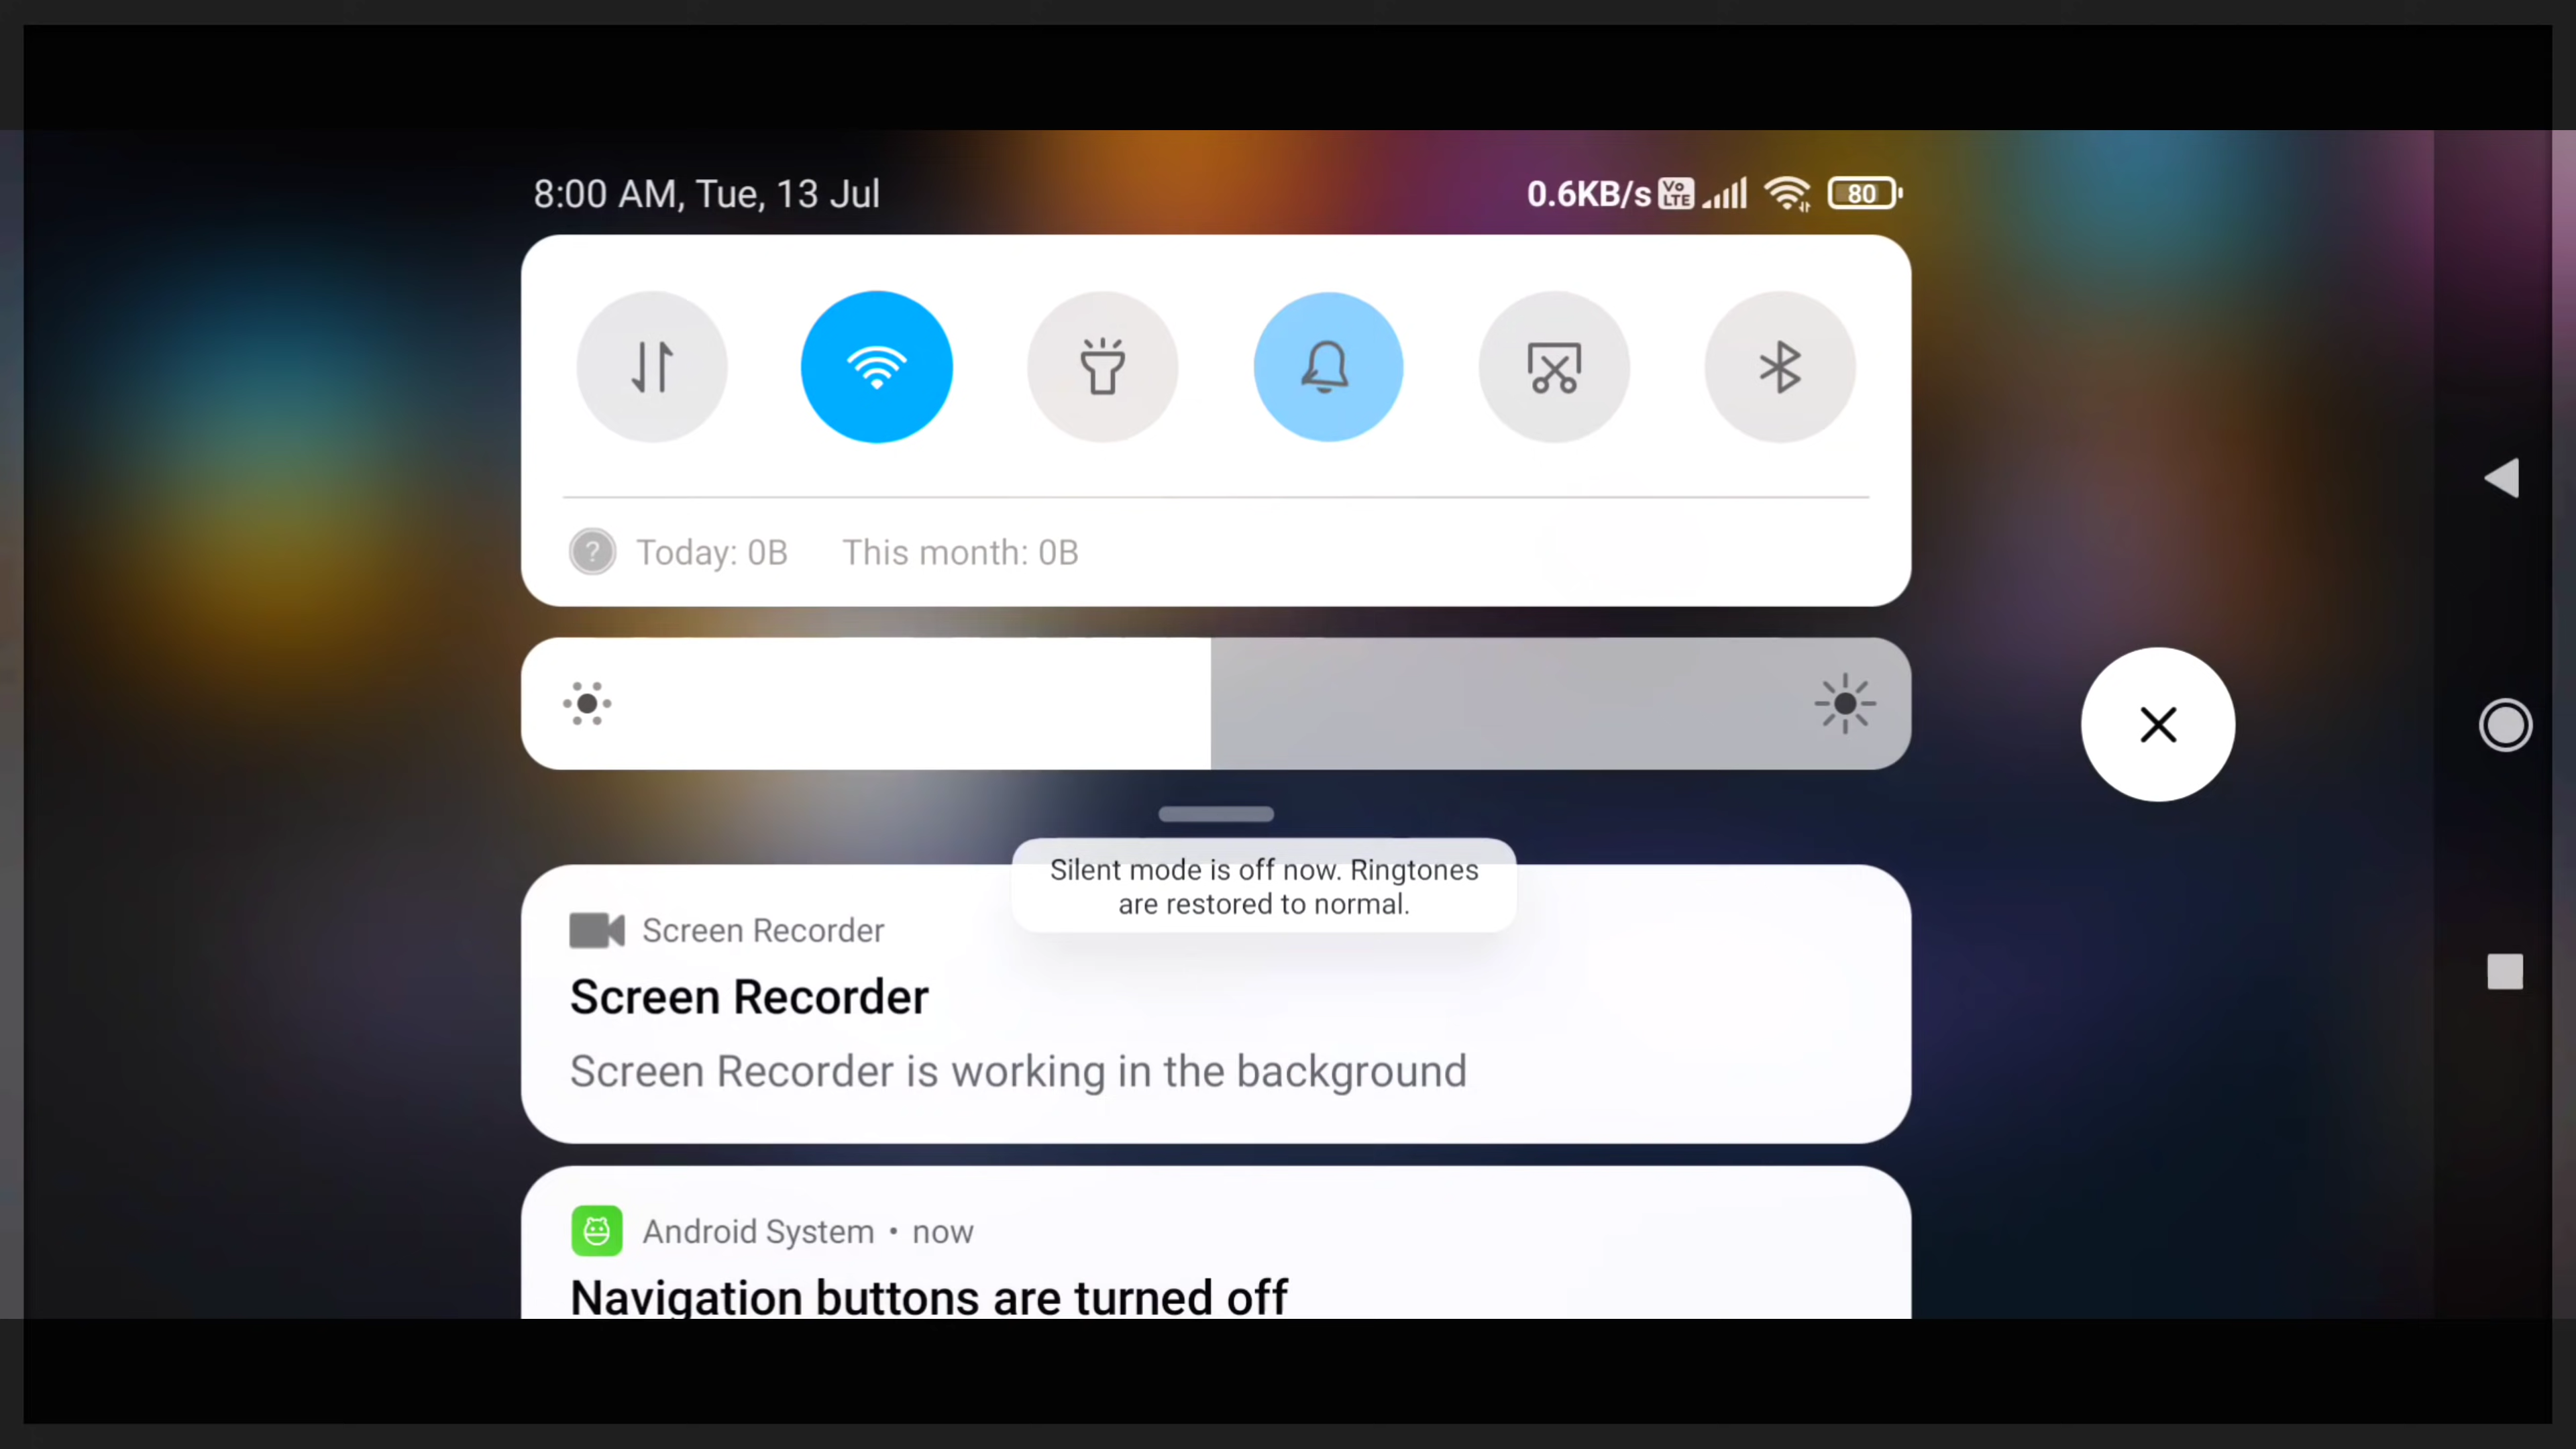 8:00 AM, Tue, 13 Jul
0.6KB/s Vo LTE 80
Today: 0B This month: 0B
Silent mode is off now. Ringtones
are restored to normal.
Screen Recorder
Screen Recorder
Screen Recorder is working in the background
Android System • now
Navigation buttons are turned off